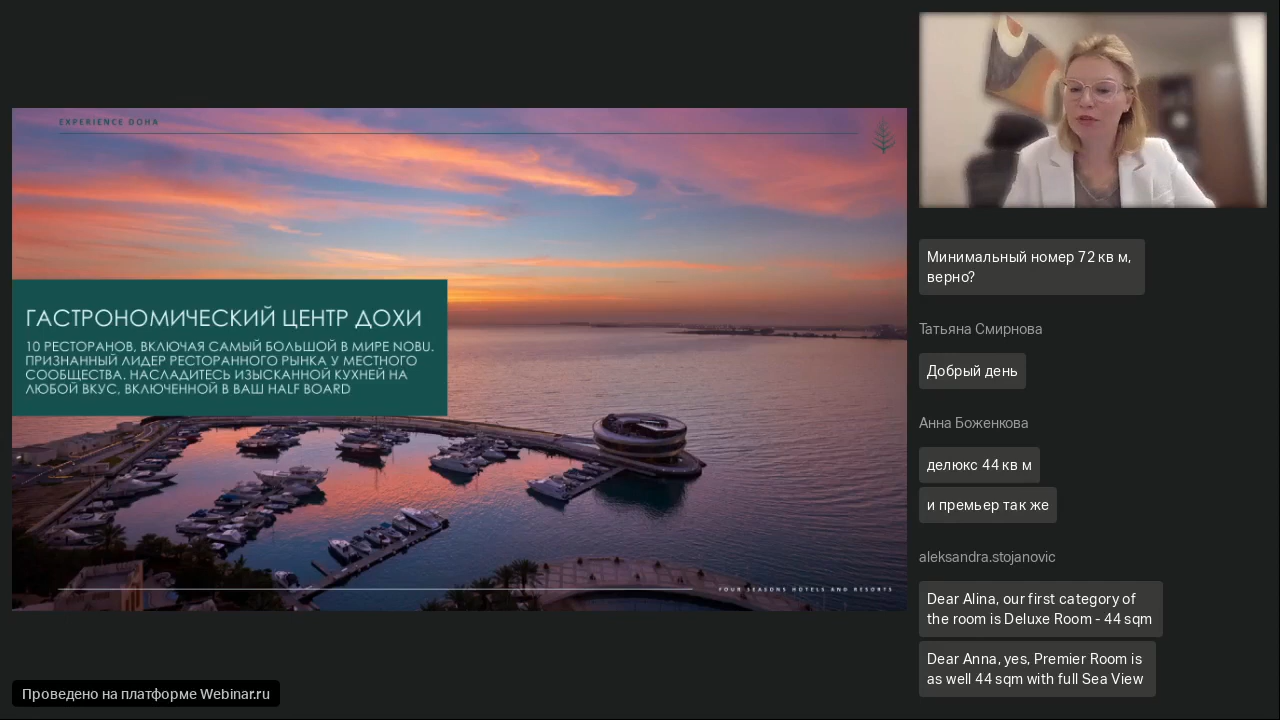 EXPERIENCE DOHA
ГАСТРОНОМИЧЕСКИЙ ЦЕНТР ДОХИ
10 РЕСТОРАНОВ, ВКЛЮЧАЯ САМЫЙ БОЛЬШОЙ В МИРЕ NOBU.
ПРИЗНАННЫЙ ЛИДЕР РЕСТОРАННОГО РЫНКА У МЕСТНОГО
СООБЩЕСТВА. НАСЛАДИТЕСЬ ИЗЫСКАННОЙ КУХНЕЙ НА
ЛЮБОЙ ВКУС, ВКЛЮЧЕННОЙ В ВАШ HALF BOARD
FOUR SEASONS HOTELS AND RESORTS
Проведено на платформе Webinar.ru
Минимальный номер 72 кв м,
верно?
Татьяна Смирнова
Добрый день
Анна Боженкова
делюкс 44 кв м
и премьер так же
aleksandra.stojanovic
Dear Alina, our first category of
the room is Deluxe Room - 44 sqm
Dear Anna, yes, Premier Room is
as well 44 sqm with full Sea View